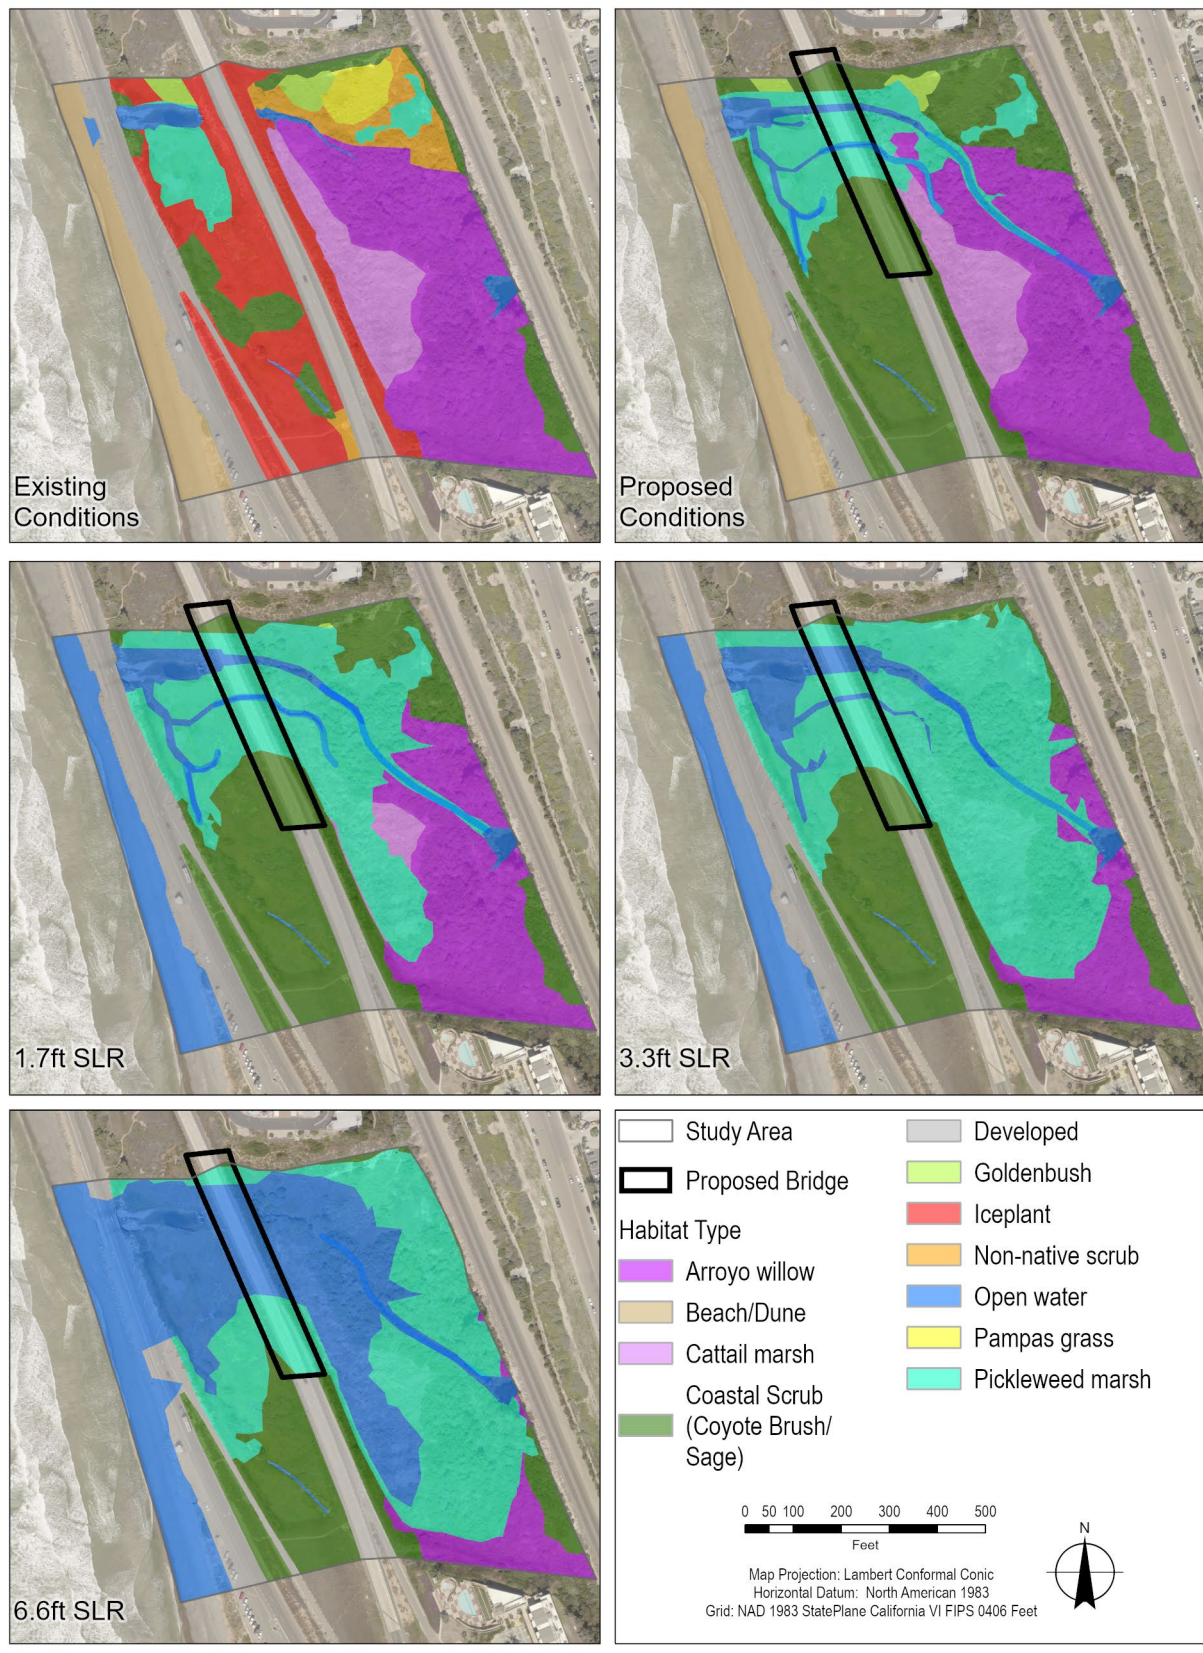 Existing
Conditions
Proposed
Conditions
1.7ft SLR
3.3ft SLR
6.6ft SLR
Study Area
Proposed Bridge
Habitat Type
Arroyo willow
Beach/Dune
Cattail marsh
Coastal Scrub
(Coyote Brush/
Sage)
Developed
Goldenbush
Iceplant
Non-native scrub
Open water
Pampas grass
Pickleweed marsh
0 50 100 200 300 400 500
Feet
N
Map Projection: Lambert Conformal Conic
Horizontal Datum: North American 1983
Grid: NAD 1983 StatePlane California VI FIPS 0406 Feet